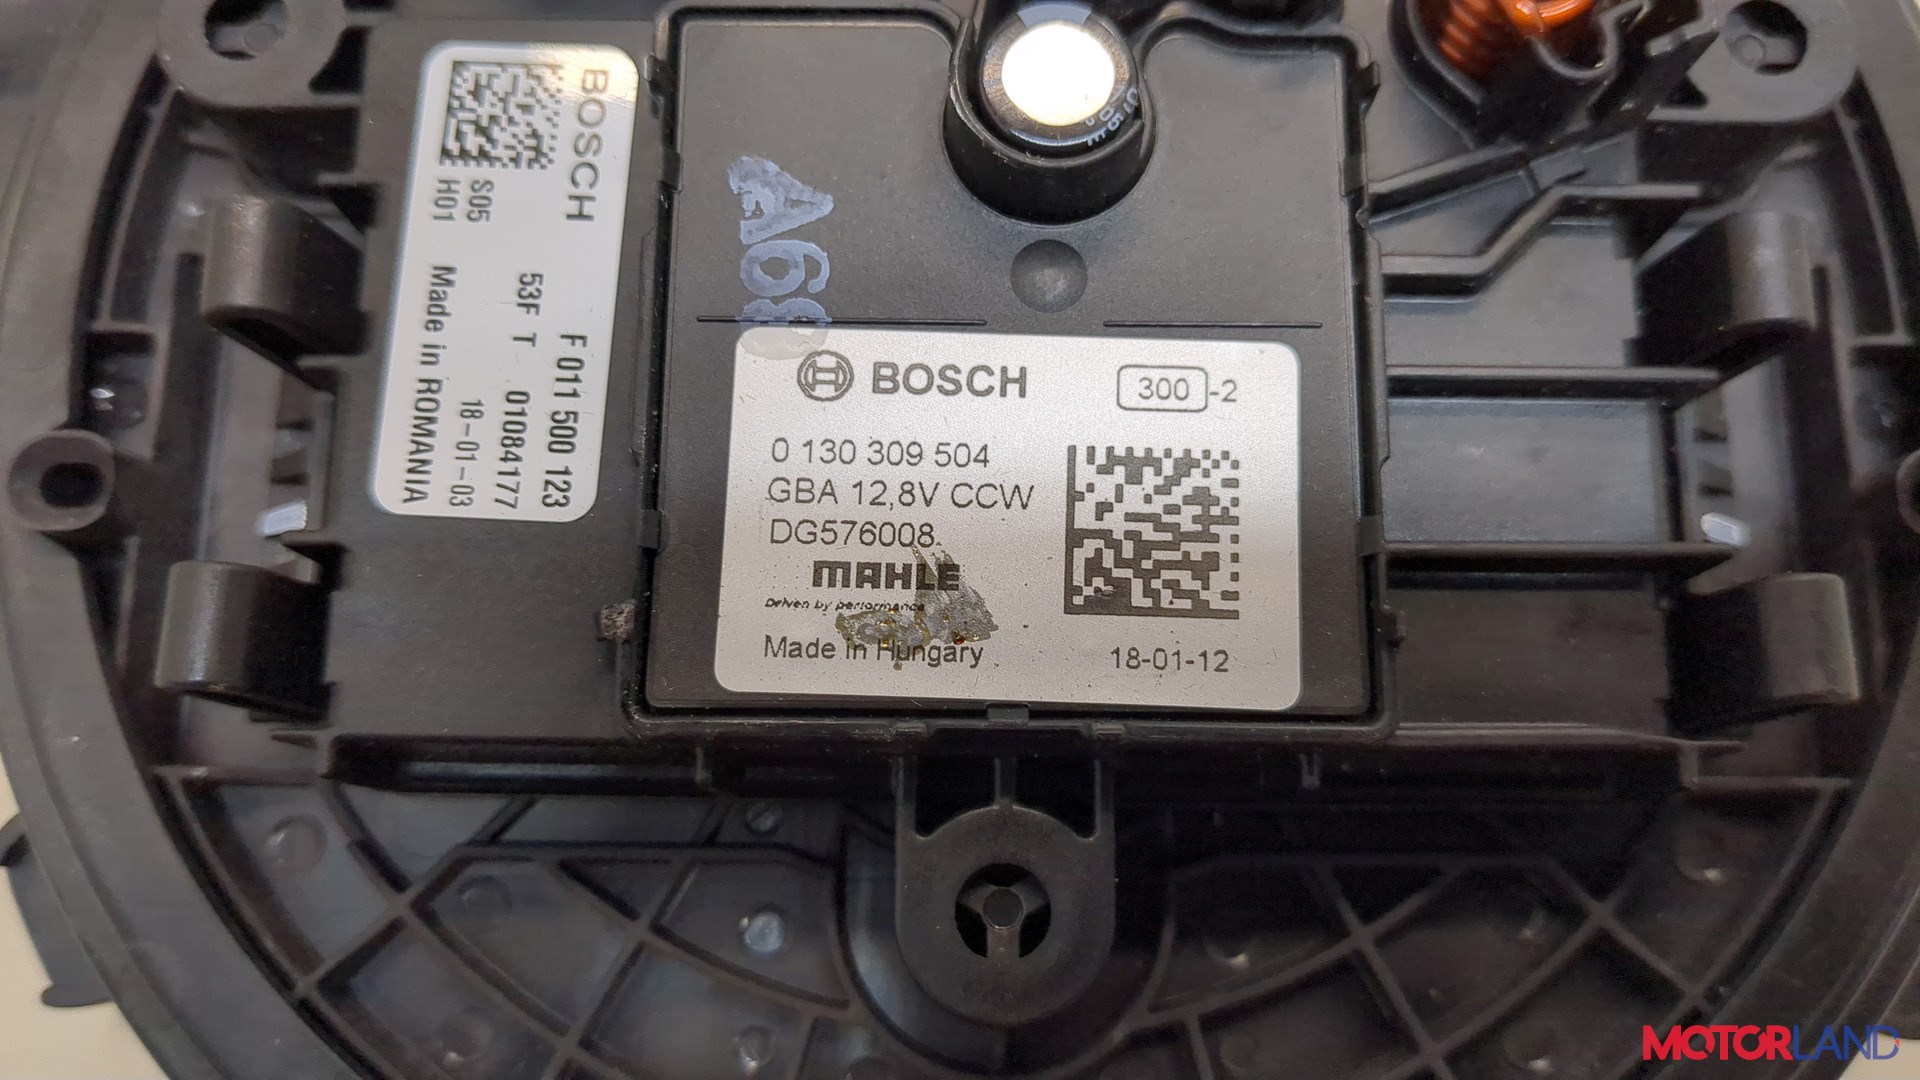 BOSCH
S05
H01
F 011 500 123
53F T 01084177
18-01-03
Made in ROMANIA
A68
BOSCH 300 -2
0 130 309 504
GBA 12,8V CCW
DG576008
MAHLE
Driven by performance
Made in Hungary
18-01-12
MOTORLAND